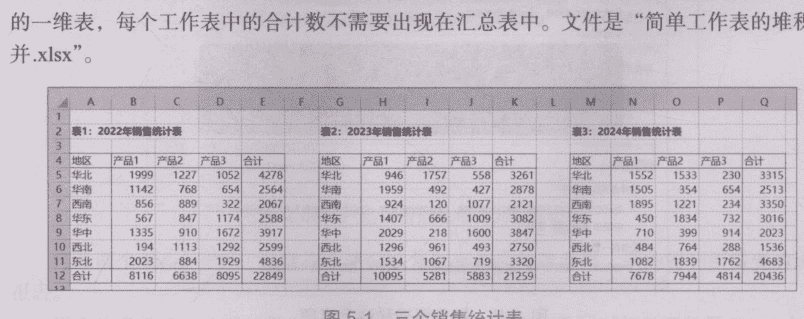 的一维表，每个工作表中的合计数不需要出现在汇总表中。文件是“简单工作表的堆积
并.xlsx”。
A B C D E F G H I J K L M N O P Q
1
2 表1：2022年销售统计表 表2：2023年销售统计表 表3：2024年销售统计表
3
4 地区 产品1 产品2 产品3 合计 地区 产品1 产品2 产品3 合计 地区 产品1 产品2 产品3 合计
5 华北 1999 1227 1052 4278 华北 946 1757 558 3261 华北 1552 1533 230 3315
6 华南 1142 768 654 2564 华南 1959 492 427 2878 华南 1505 354 654 2513
7 西南 856 889 322 2067 西南 924 120 1077 2121 西南 1895 1221 234 3350
8 华东 567 847 1174 2588 华东 1407 666 1009 3082 华东 450 1834 732 3016
9 华中 1335 910 1672 3917 华中 2029 218 1600 3847 华中 710 399 914 2023
10 西北 194 1113 1292 2599 西北 1296 961 493 2750 西北 484 764 288 1536
11 东北 2023 884 1929 4836 东北 1534 1067 719 3320 东北 1082 1839 1762 4683
12 合计 8116 6638 8095 22849 合计 10095 5281 5883 21259 合计 7678 7944 4814 20436
13
图 5-1 三个销售统计表